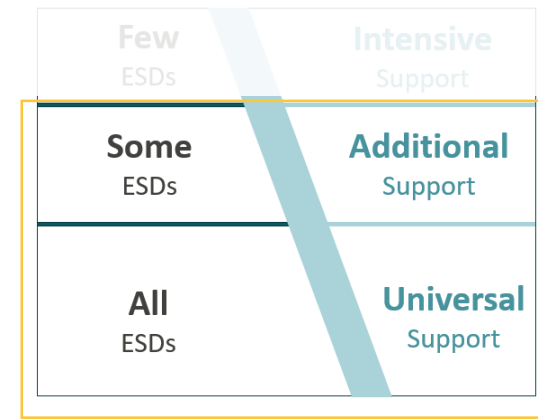 Few
ESDs
Intensive
Support
Some
ESDs
Additional
Support
All
ESDs
Universal
Support